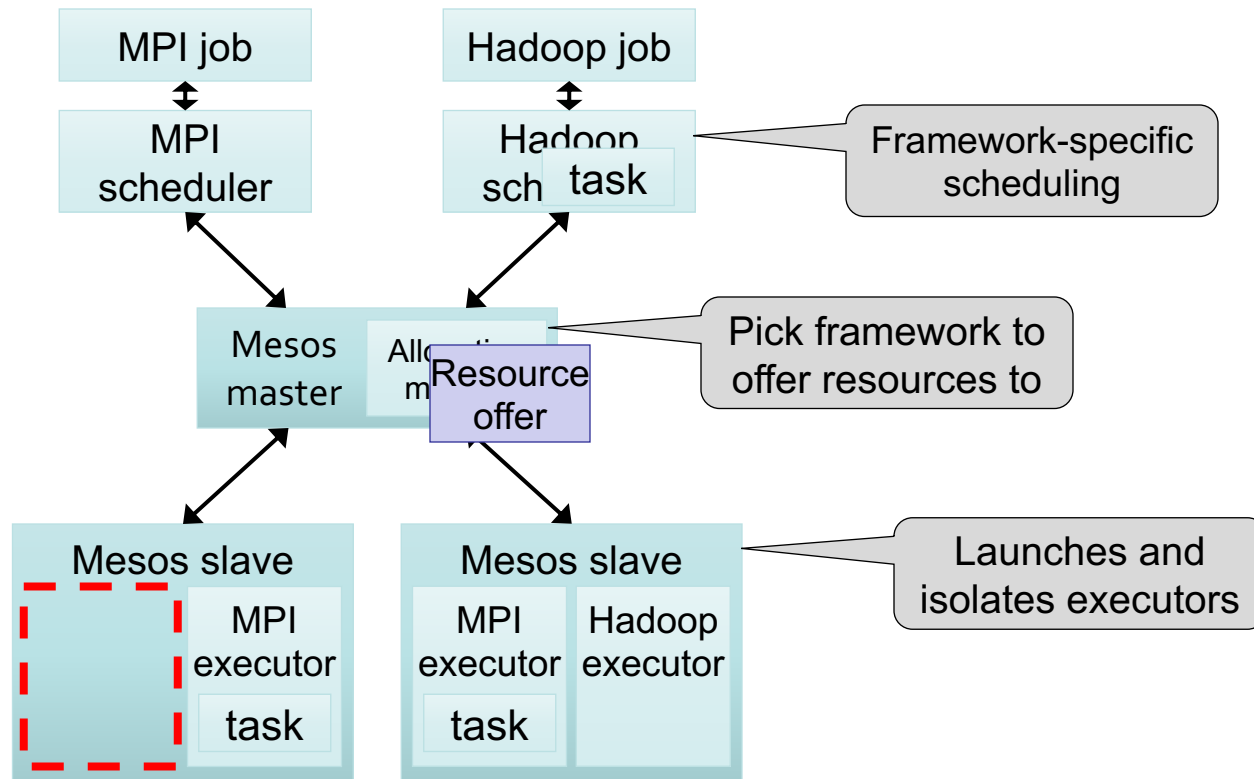 MPI job
Hadoop job
MPI
scheduler
Hadoop
task
Framework-specific
scheduling
Mesos
master
Resource
offer
Pick framework to
offer resources to
Mesos slave
MPI
executor
task
Mesos slave
MPI
executor
task
Hadoop
executor
Launches and
isolates executors